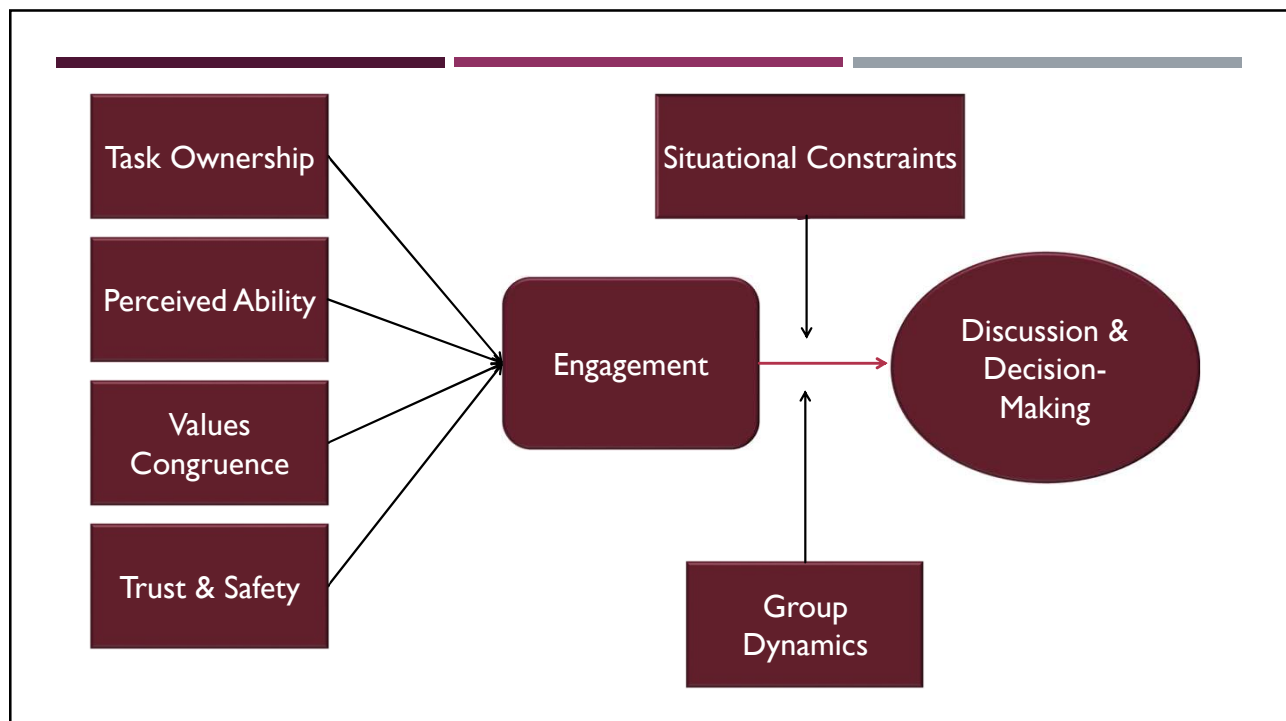 Task Ownership
Perceived Ability
Values
Congruence
Trust & Safety
Engagement
Situational Constraints
Discussion &
Decision-
Making
Group
Dynamics